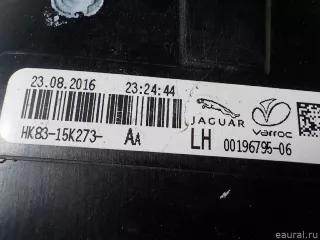 23.08.2016 23:24:44
JAGUAR varroc
HK83-15K273- AA LH 00196795-06
eaural.ru